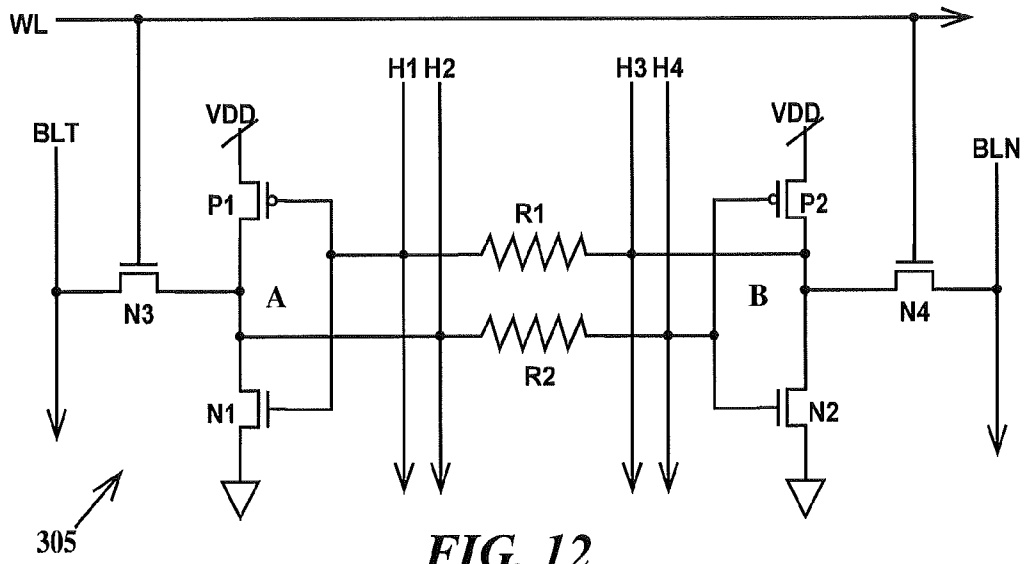 WL
H1 H2
H3 H4
VDD
VDD
BLT
BLN
P1
P2
R1
A
B
N3
N4
R2
N1
N2
305
FIG. 12